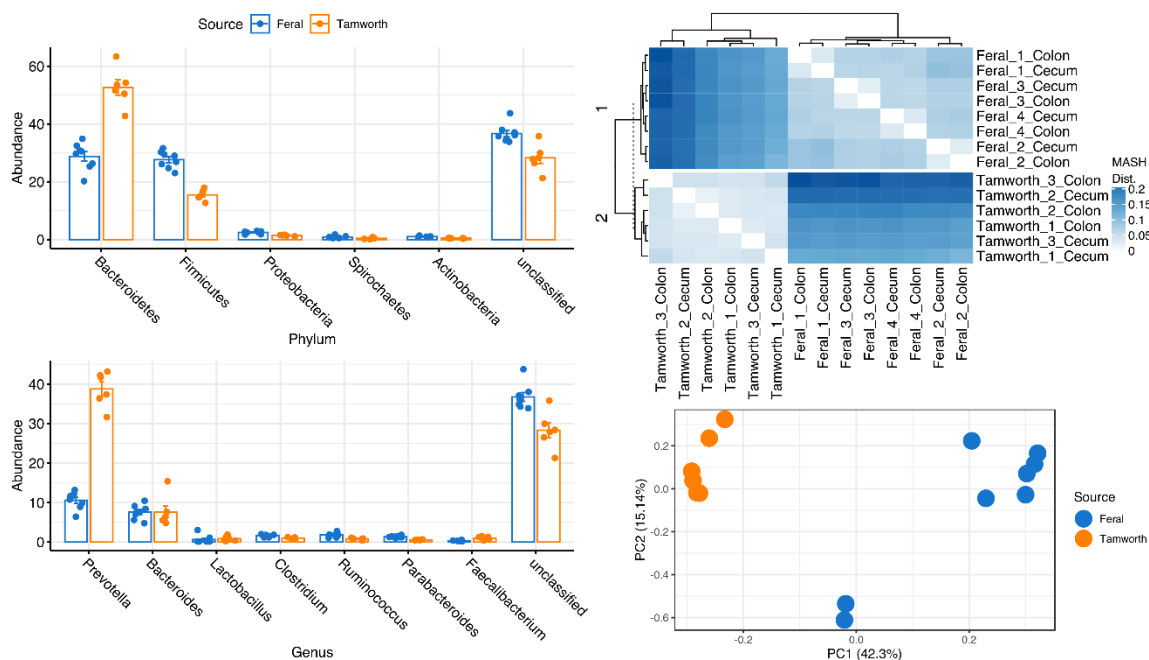 Source Feral Tamworth
Abundance
60
40
20
0
Bacteroidetes
Firmicutes
Proteobacteria
Spirochaetes
Actinobacteria
unclassified
Phylum
Abundance
40
30
20
10
0
Prevotella
Bacteroides
Lactobacillus
Clostridium
Ruminococcus
Parabacteroides
Faecalibacterium
unclassified
Genus
1
2
Feral_1_Colon
Feral_1_Cecum
Feral_3_Cecum
Feral_3_Colon
Feral_4_Cecum
Feral_4_Colon
Feral_2_Cecum
Feral_2_Colon
Tamworth_3_Colon
Tamworth_2_Cecum
Tamworth_2_Colon
Tamworth_1_Colon
Tamworth_3_Cecum
Tamworth_1_Cecum
MASH
Dist.
0.2
0.15
0.1
0.05
0
Tamworth_3_Colon
Tamworth_2_Cecum
Tamworth_2_Colon
Tamworth_1_Colon
Tamworth_3_Cecum
Tamworth_1_Cecum
Feral_1_Colon
Feral_1_Cecum
Feral_3_Cecum
Feral_3_Colon
Feral_4_Cecum
Feral_4_Colon
Feral_2_Cecum
Feral_2_Colon
PC2 (15.14%)
0.2
0.0
-0.2
-0.4
-0.6
-0.2
0.0
0.2
PC1 (42.3%)
Source
Feral
Tamworth